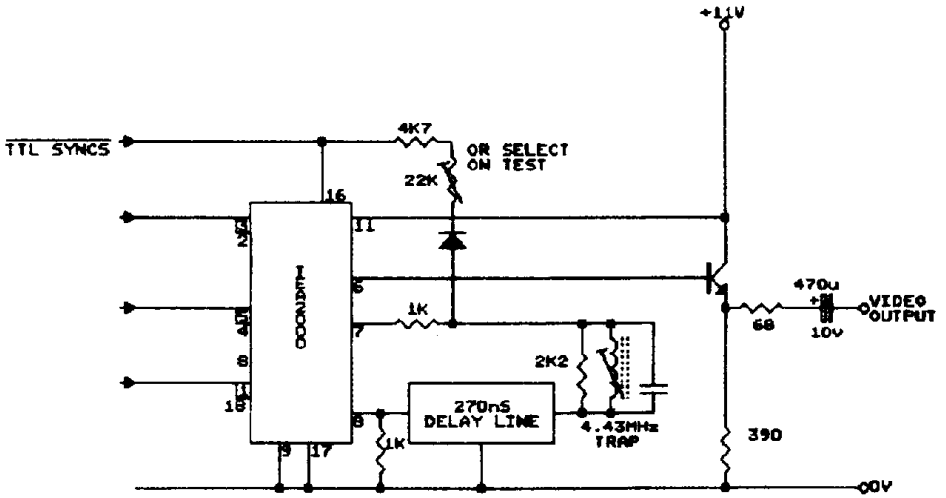 +11V
4K7
TTL SYNCS
OR SELECT
ON TEST
22K
16
11
2
6
1K
7
470u
+
10V
VIDEO
OUTPUT
68
2K2
8
10
8
270nS
DELAY LINE
4.43MHz
TRAP
390
1K
9
17
0V